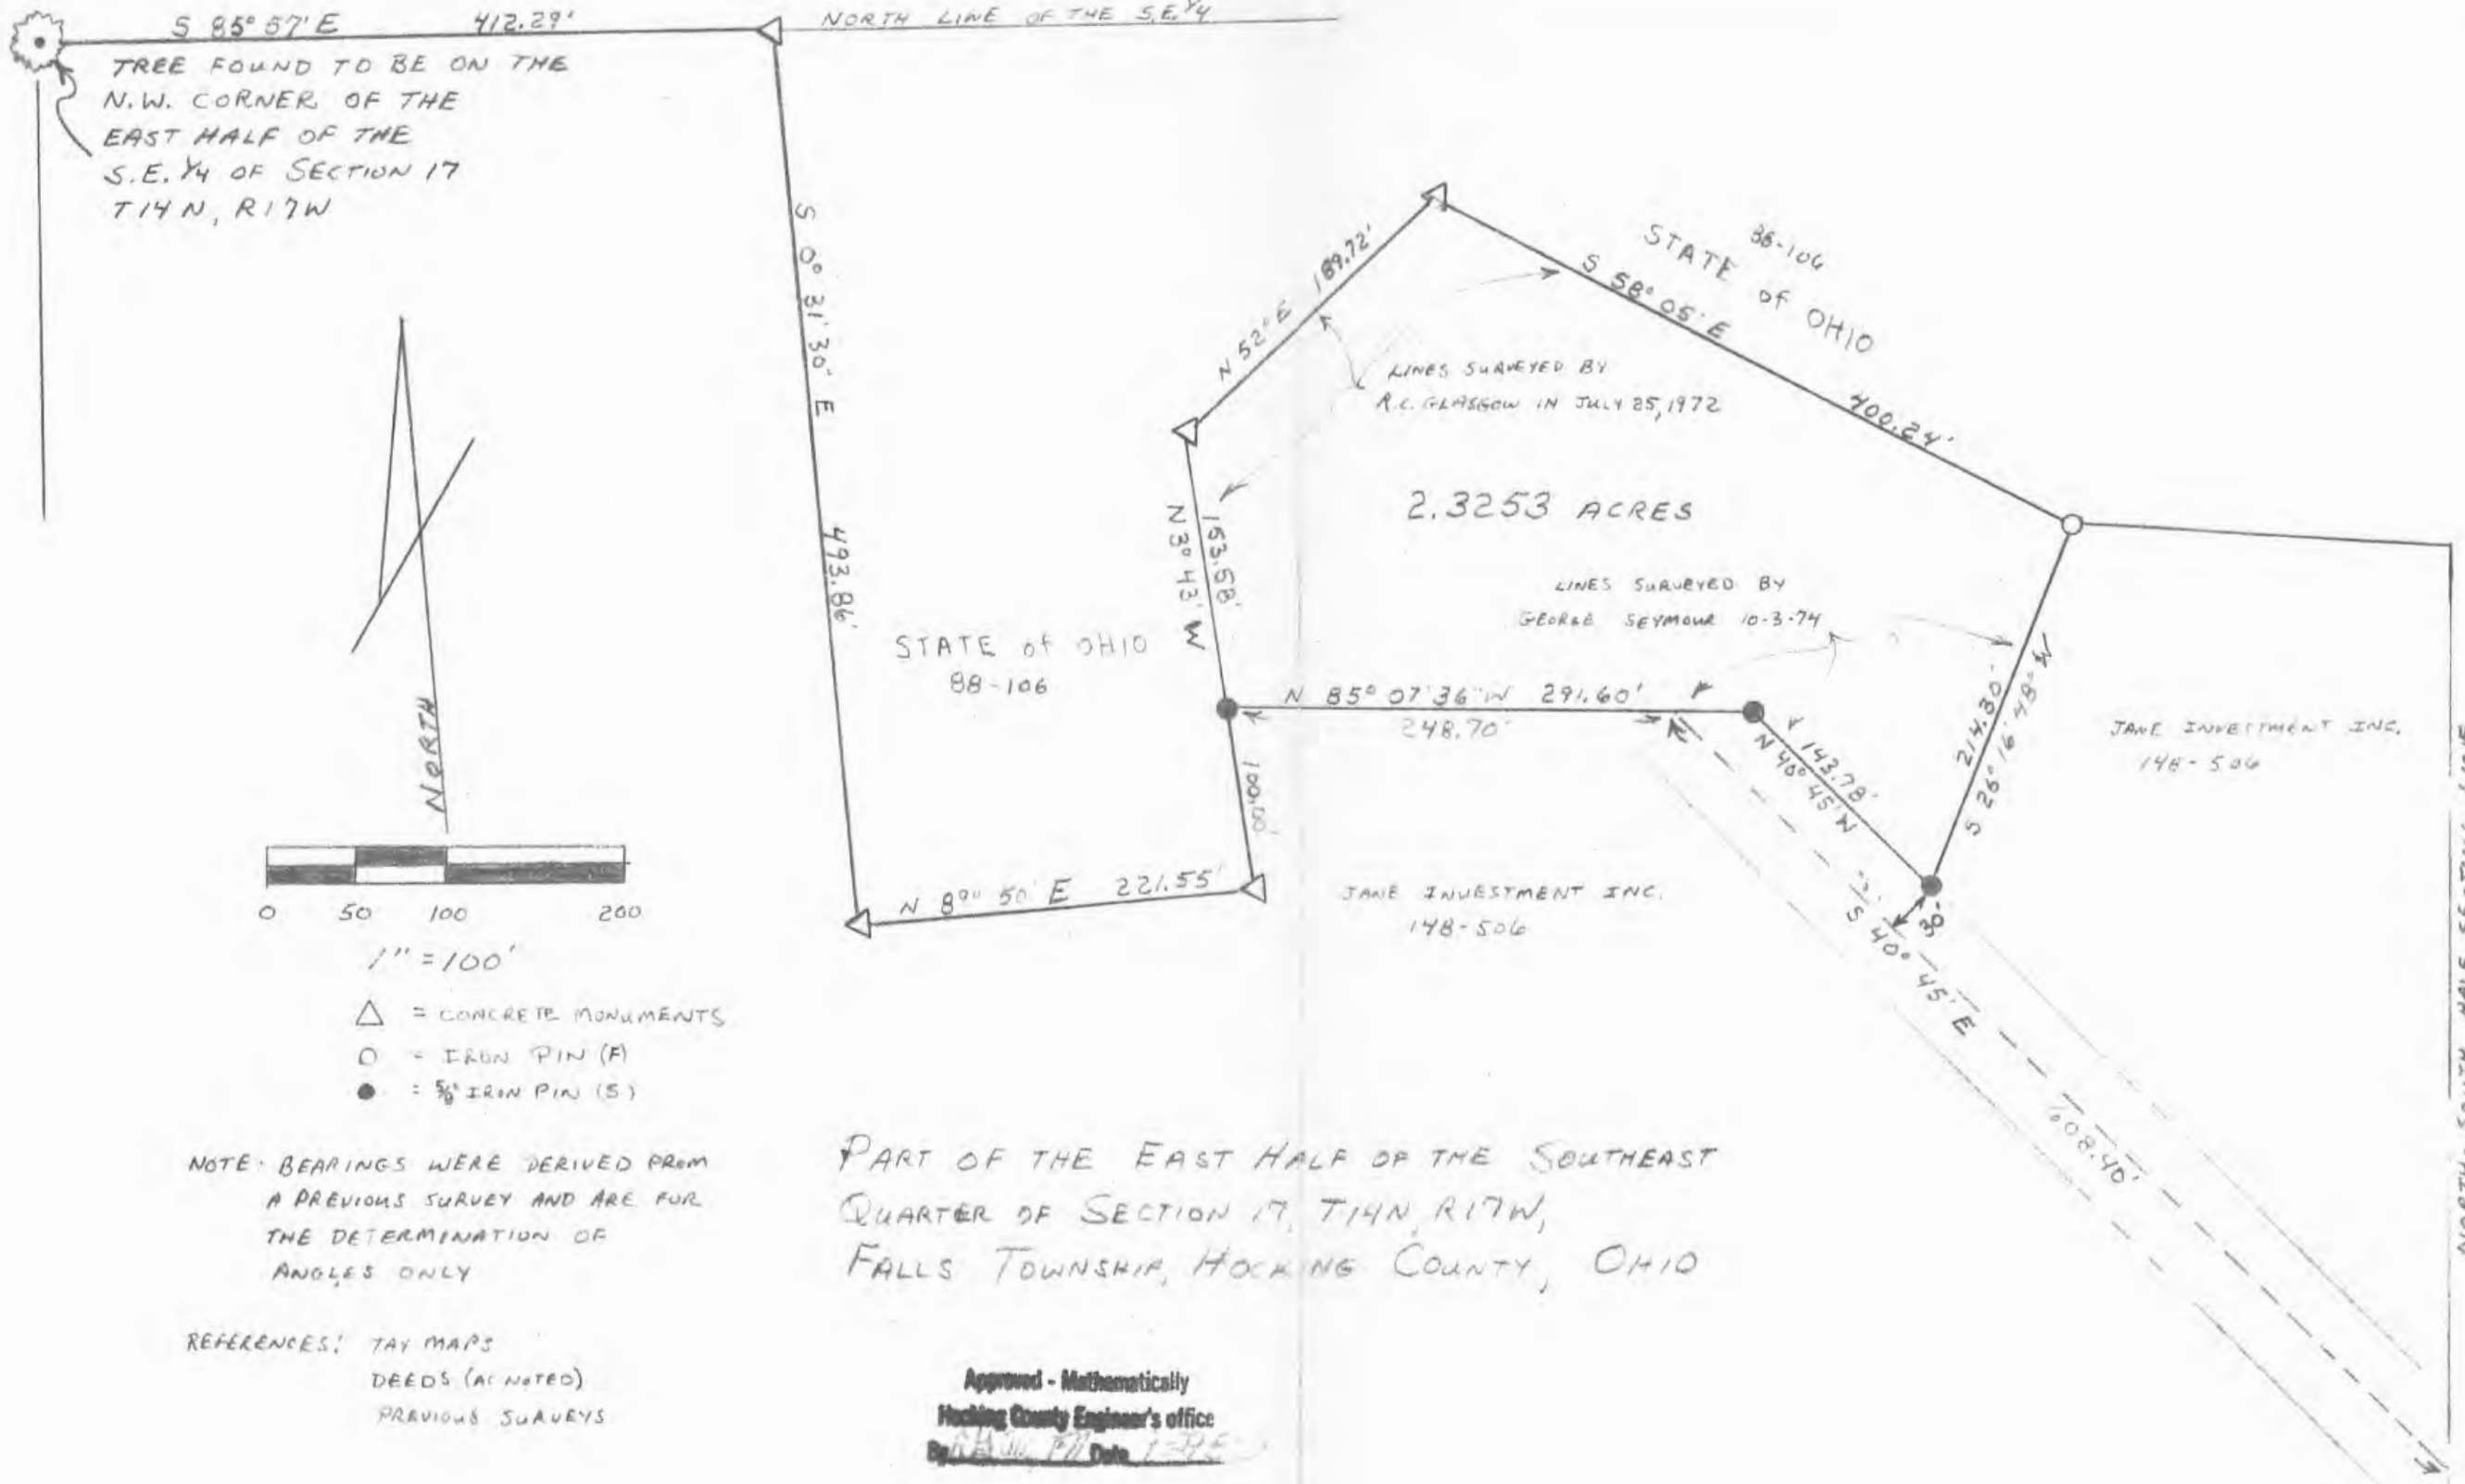 S 85° 57' E 412.29'
NORTH LINE OF THE S.E. 1/4
TREE FOUND TO BE ON THE
N.W. CORNER OF THE
EAST HALF OF THE
S.E. 1/4 OF SECTION 17
T14N, R17W
S 0° 31' 30" E 493.86'
N 52° E 189.72'
86-106
STATE of OHIO
S 58° 05' E 400.24'
LINES SURVEYED BY
R.C. GLASGOW IN JULY 25, 1972
2.3253 ACRES
N 3° 43' W 153.58'
LINES SURVEYED BY
GEORGE SEYMOUR 10-3-74
STATE of OHIO
88-106
N 85° 07' 36" W 291.60'
248.70'
N 40° 45' W 143.78'
214.30'
S 26° 16' 48" W
JANE INVESTMENT INC.
148-506
100.00'
N 89° 50' E 221.55'
JANE INVESTMENT INC.
148-506
30'
S 40° 45' E
608.40'
NORTH-SOUTH HALF SECTION LINE
NORTH
0 50 100 200
1" = 100'
△ = CONCRETE MONUMENTS
○ = IRON PIN (F)
● = 5/8" IRON PIN (S)
NOTE: BEARINGS WERE DERIVED FROM
A PREVIOUS SURVEY AND ARE FOR
THE DETERMINATION OF
ANGLES ONLY
REFERENCES: TAX MAPS
DEEDS (AS NOTED)
PREVIOUS SURVEYS
PART OF THE EAST HALF OF THE SOUTHEAST
QUARTER OF SECTION 17, T14N, R17W,
FALLS TOWNSHIP, HOCKING COUNTY, OHIO
Approved - Mathematically
Hocking County Engineer's office
By Date